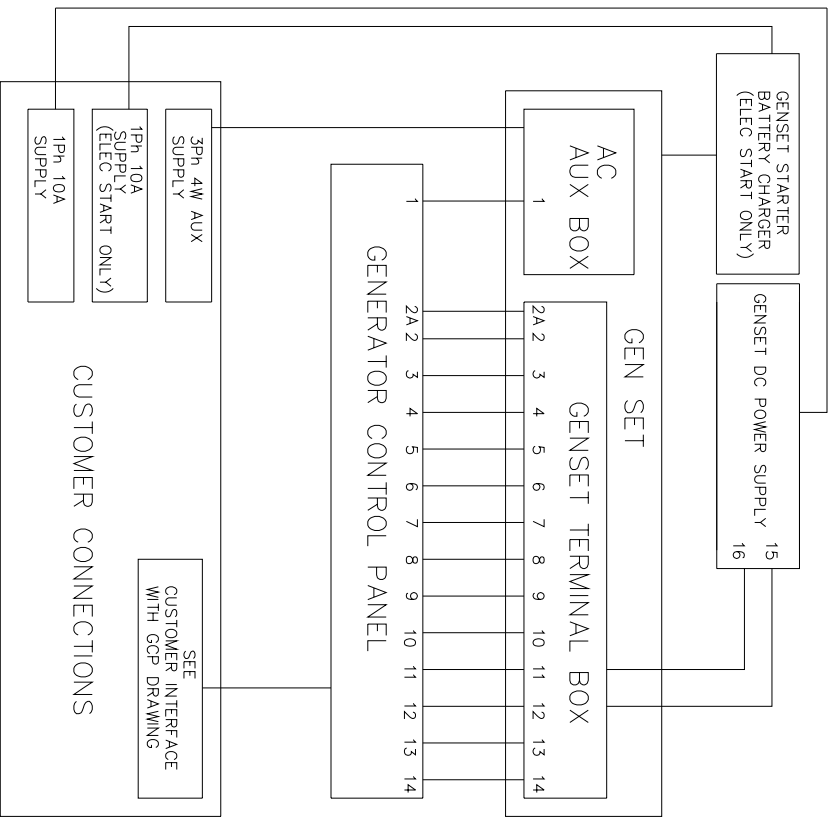 GENSET STARTER
BATTERY CHARGER
(ELEC START ONLY)
GENSET DC POWER SUPPLY
15
16
GEN SET
AC
AUX BOX
GENSET TERMINAL BOX
1 2A 2 3 4 5 6 7 8 9 10 11 12 13 14
1 2A 2 3 4 5 6 7 8 9 10 11 12 13 14
GENERATOR CONTROL PANEL
3Ph 4W AUX
SUPPLY
1Ph 10A
SUPPLY
(ELEC START ONLY)
1Ph 10A
SUPPLY
SEE
CUSTOMER INTERFACE
WITH GCP DRAWING
CUSTOMER CONNECTIONS